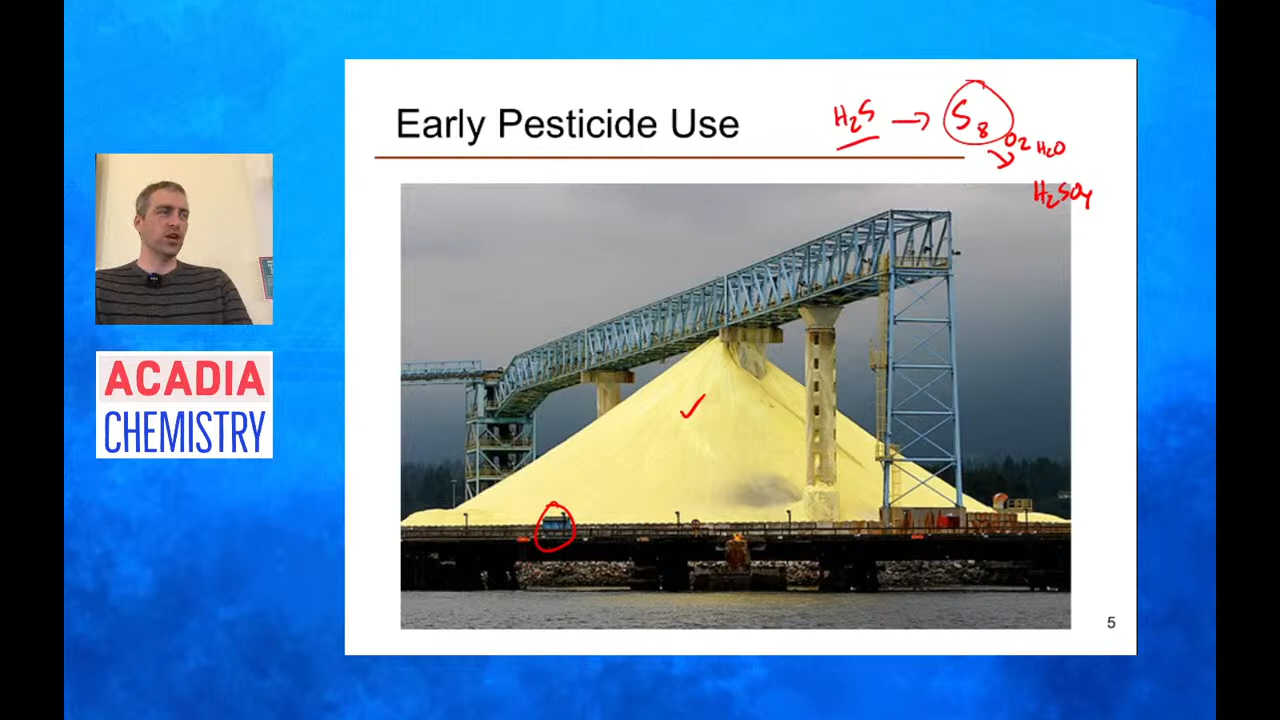 Early Pesticide Use
H₂S → S₈
O₂ H₂O
H₂SO₄
ACADIA
CHEMISTRY
5